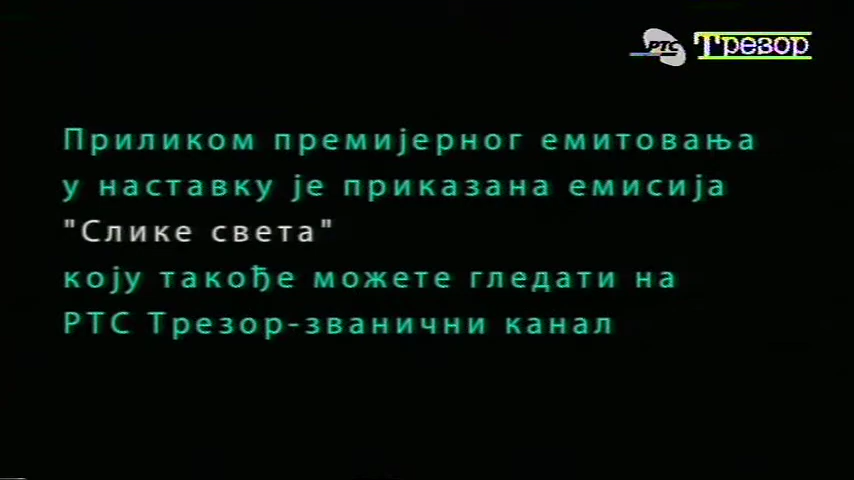 РТС Трезор
Приликом премијерног емитовања
у наставку је приказана емисија
"Слике света"
коју такође можете гледати на
РТС Трезор-званични канал